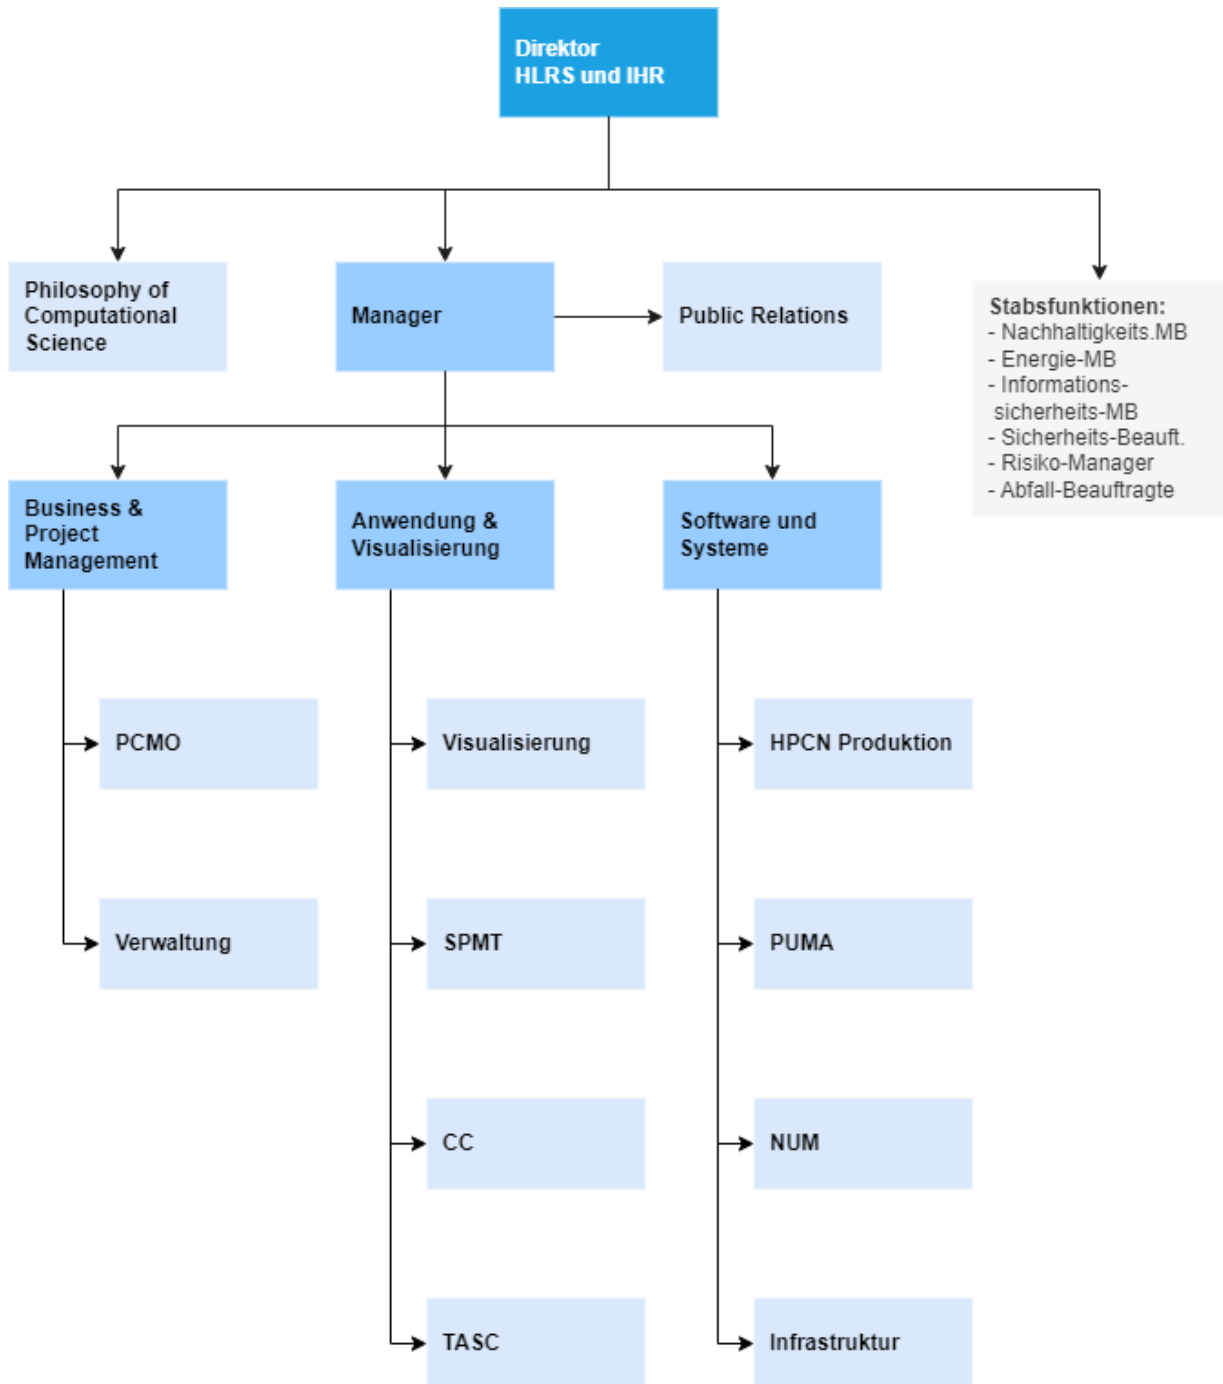 Direktor
HLRS und IHR
Philosophy of
Computational
Science
Manager
Public Relations
Stabsfunktionen:
- Nachhaltigkeits.MB
- Energie-MB
- Informations-
sicherheits-MB
- Sicherheits-Beauft.
- Risiko-Manager
- Abfall-Beauftragte
Business &
Project
Management
Anwendung &
Visualisierung
Software und
Systeme
PCMO
Visualisierung
HPCN Produktion
Verwaltung
SPMT
PUMA
CC
NUM
TASC
Infrastruktur